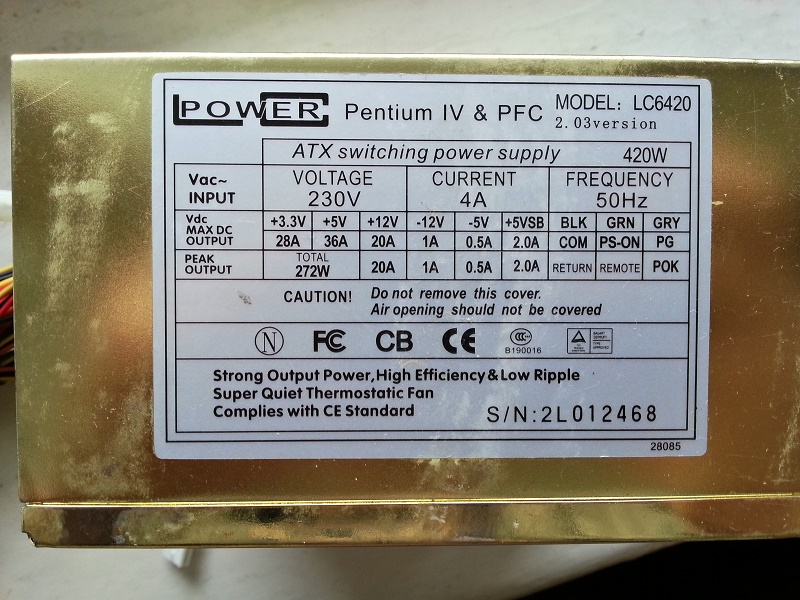 LPOWER Pentium IV & PFC MODEL: LC6420
2.03version
ATX switching power supply 420W
Vac~ INPUT VOLTAGE 230V CURRENT 4A FREQUENCY 50Hz
Vdc MAX DC OUTPUT +3.3V +5V +12V -12V -5V +5VSB BLK GRN GRY
28A 36A 20A 1A 0.5A 2.0A COM PS-ON PG
PEAK OUTPUT TOTAL 272W 20A 1A 0.5A 2.0A RETURN REMOTE POK
CAUTION! Do not remove this cover.
Air opening should not be covered
N FC CB CE CCC
B190016
Strong Output Power,High Efficiency & Low Ripple
Super Quiet Thermostatic Fan
Complies with CE Standard
S/N:2L012468
28085